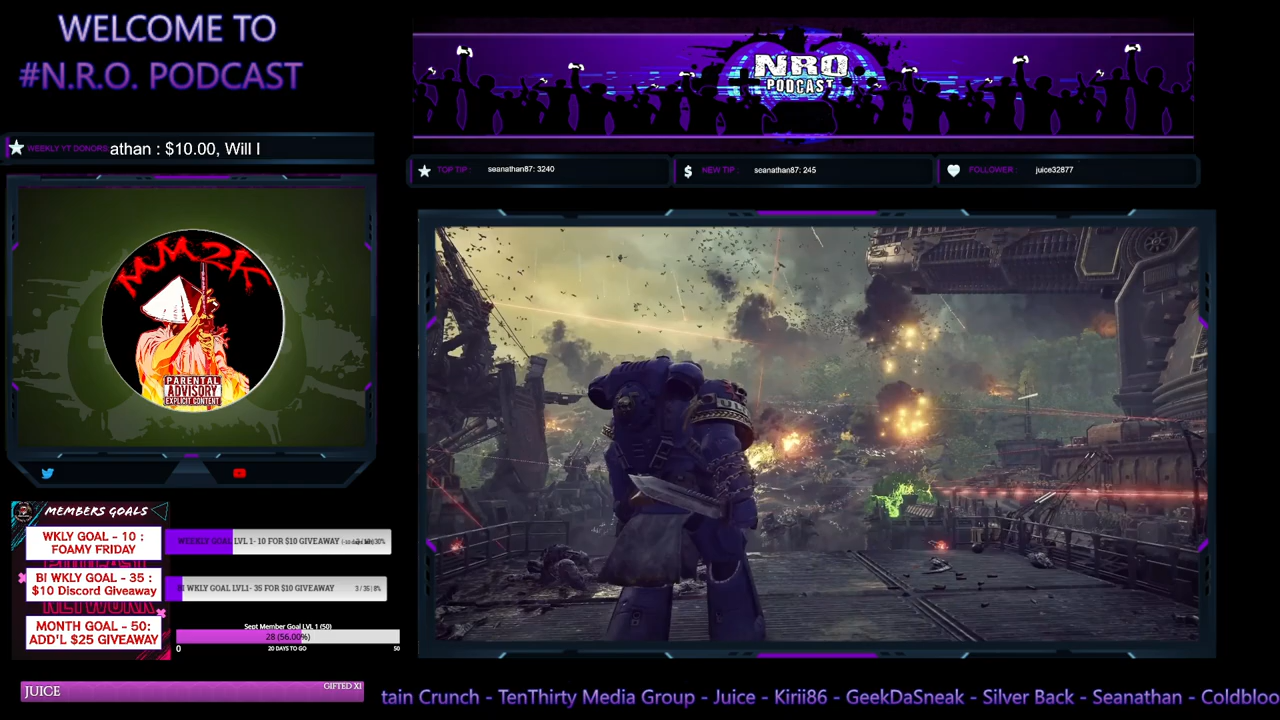 WELCOME TO
#NR.O. PODCAST
NRO
PODCAST
WEEKLY YT DONORS:
athan : $10.00, Will I
TOP TIP :
seanathan87: 3240
NEW TIP :
seanathan87: 245
FOLLOWER :
juice32877
MM2K
PARENTAL
ADVISORY
EXPLICIT CONTENT
MEMBERS GOALS
WKLY GOAL - 10 :
FOAMY FRIDAY
WEEKLY GOAL LVL 1- 10 FOR $10 GIVEAWAY
BI WKLY GOAL - 35 :
$10 Discord Giveaway
BI WKLY GOAL LVL1- 35 FOR $10 GIVEAWAY
3 / 35 | 8%
NETWORK
MONTH GOAL - 50:
ADD'L $25 GIVEAWAY
Sept Member Goal LVL 1 (50)
28 (56.00%)
0
20 DAYS TO GO
50
JUICE
GIFTED X1
tain Crunch - TenThirty Media Group - Juice - Kirii86 - GeekDaSneak - Silver Back - Seanathan - Coldbloo